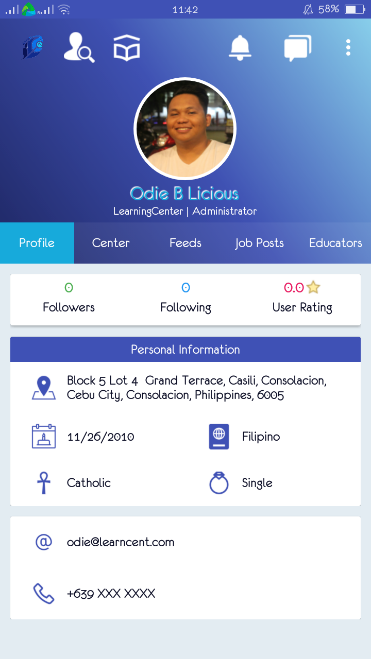 11:42
58%
Odie B Licious
LearningCenter | Administrator
Profile
Center
Feeds
Job Posts
Educators
0
0
0.0
Followers
Following
User Rating
Personal Information
Block 5 Lot 4 Grand Terrace, Casili, Consolacion,
Cebu City, Consolacion, Philippines, 6005
11/26/2010
Filipino
Catholic
Single
odie@learncent.com
+639 XXX XXXX